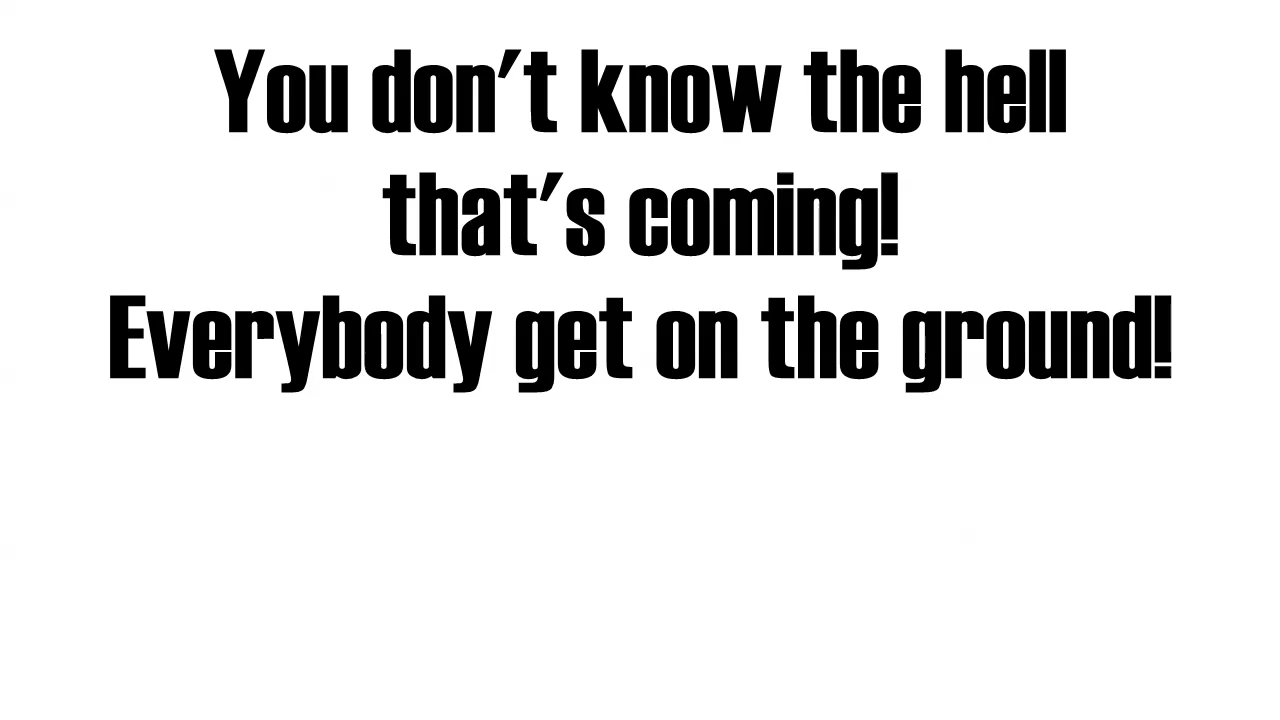 You don't know the hell
that's coming!
Everybody get on the ground!